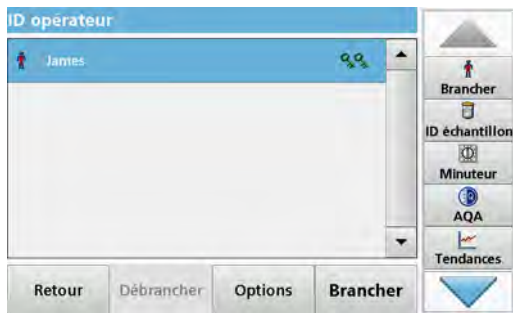 ID opérateur
James
Retour
Débrancher
Options
Brancher
Brancher
ID échantillon
Minuteur
AQA
Tendances